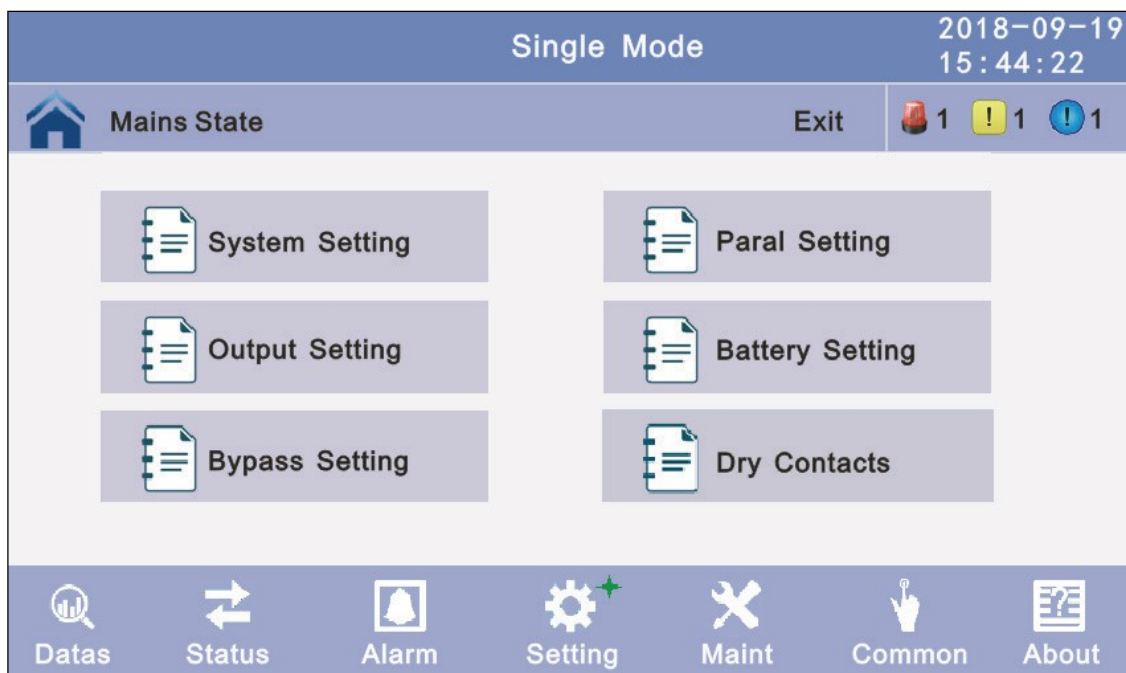 Single Mode
2018-09-19
15:44:22
Mains State
Exit
1
! 1
! 1
System Setting
Paral Setting
Output Setting
Battery Setting
Bypass Setting
Dry Contacts
Datas
Status
Alarm
Setting
Maint
Common
?
About